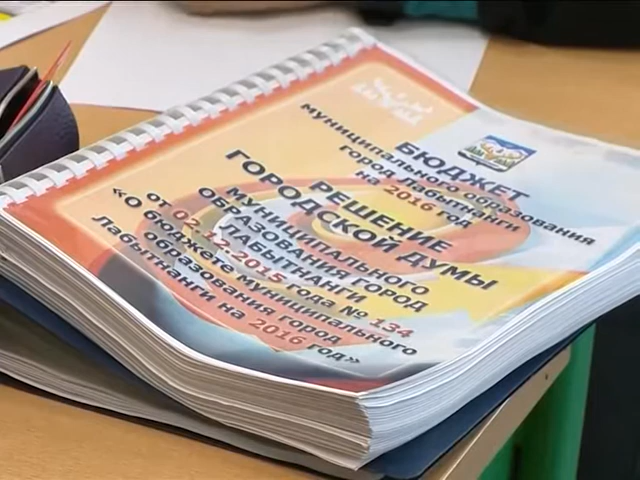 БЮДЖЕТ
муниципального образования
город Лабытнанги
на 2016 год
РЕШЕНИЕ
ГОРОДСКОЙ ДУМЫ
МУНИЦИПАЛЬНОГО
ОБРАЗОВАНИЯ ГОРОД
ЛАБЫТНАНГИ
от 02.12.2015 года № 134
«О бюджете муниципального
образования город
Лабытнанги на 2016 год»